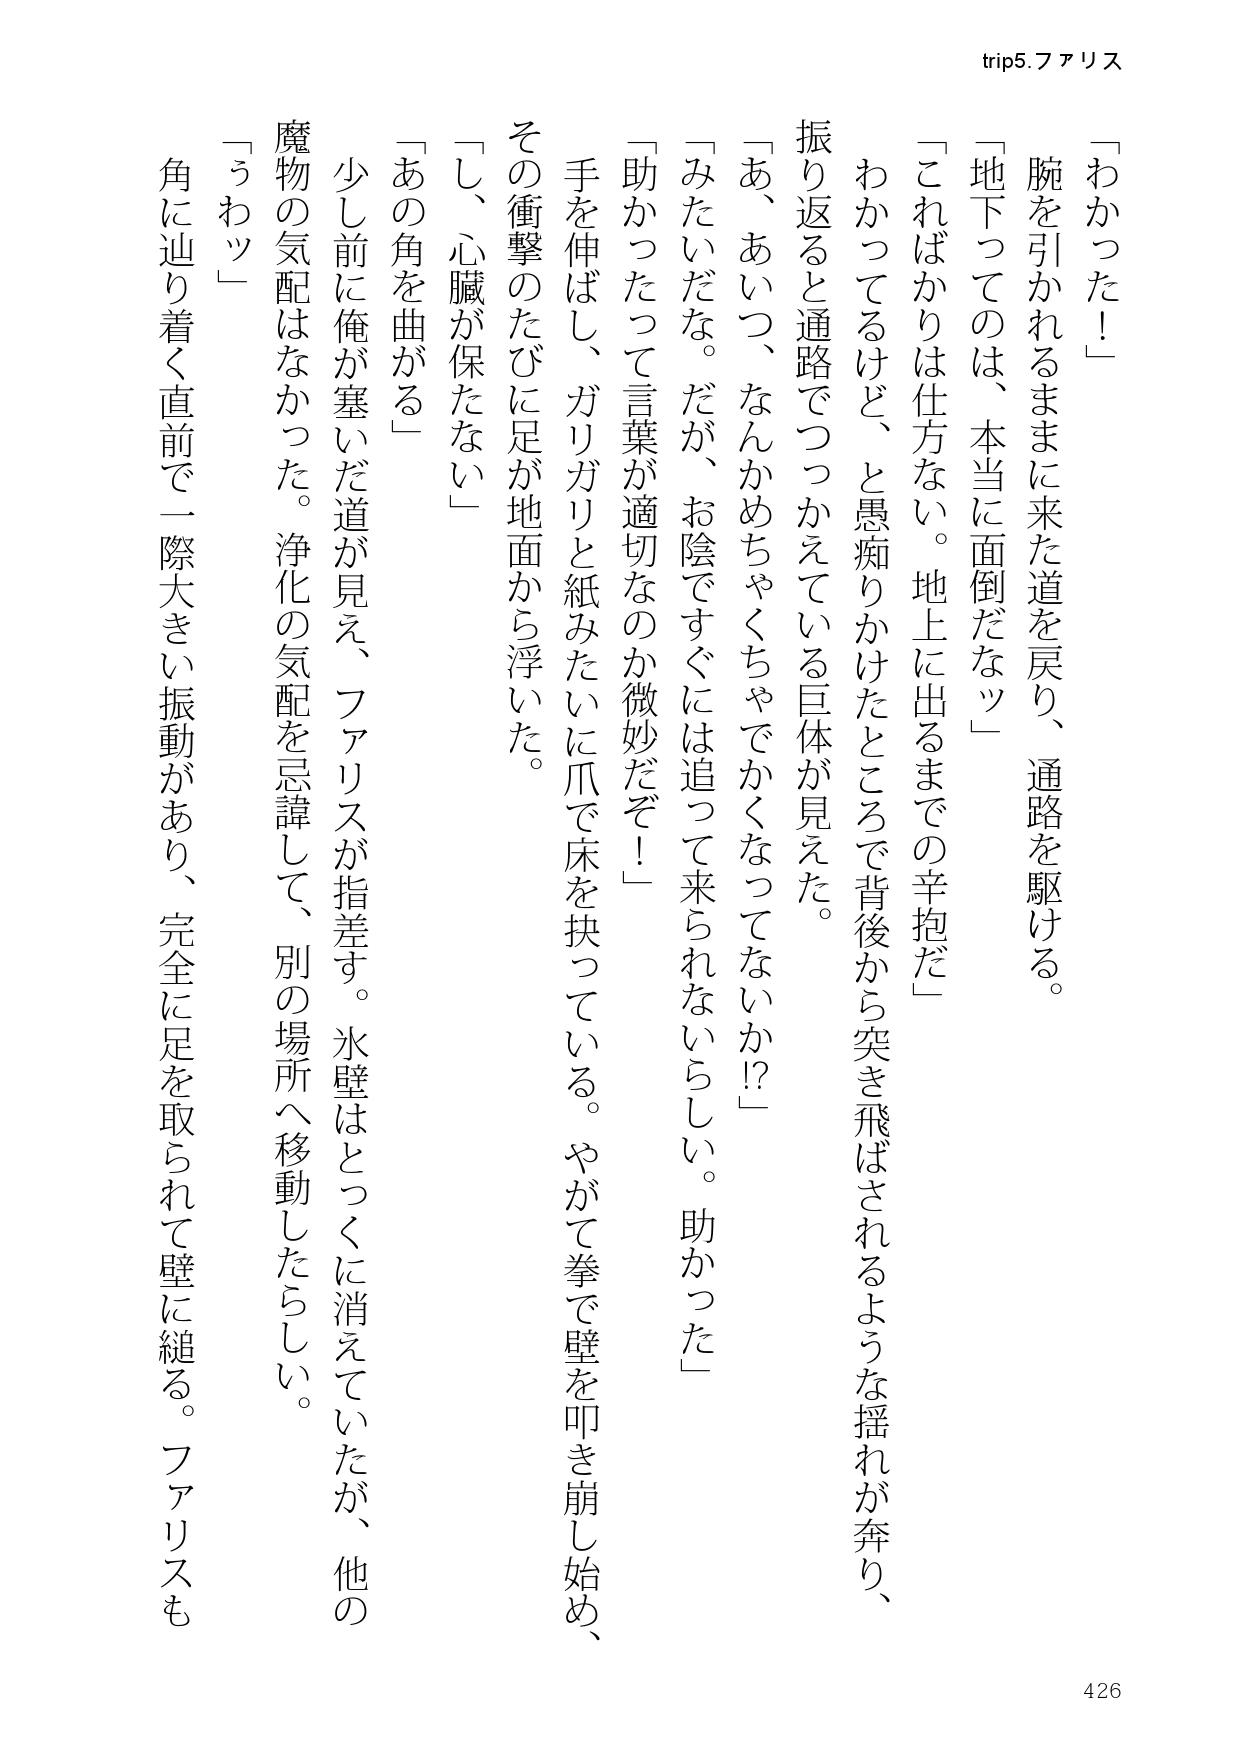 trip5.ファリス
「わかった！」
　腕を引かれるままに来た道を戻り、通路を駆ける。
「地下ってのは、本当に面倒だなッ」
「こればかりは仕方ない。地上に出るまでの辛抱だ」
　わかってるけど、と愚痴りかけたところで背後から突き飛ばされるような揺れが奔り、
振り返ると通路でつっかえている巨体が見えた。
「あ、あいつ、なんかめちゃくちゃでかくなってないか!?」
「みたいだな。だが、お陰ですぐには追って来られないらしい。助かった」
「助かったって言葉が適切なのか微妙だぞ！」
　手を伸ばし、ガリガリと紙みたいに爪で床を抉っている。やがて拳で壁を叩き崩し始め、
その衝撃のたびに足が地面から浮いた。
「し、心臓が保たない」
「あの角を曲がる」
　少し前に俺が塞いだ道が見え、ファリスが指差す。氷壁はとっくに消えていたが、他の
魔物の気配はなかった。浄化の気配を忌諱して、別の場所へ移動したらしい。
「うわッ」
　角に辿り着く直前で一際大きい振動があり、完全に足を取られて壁に縋る。ファリスも
426